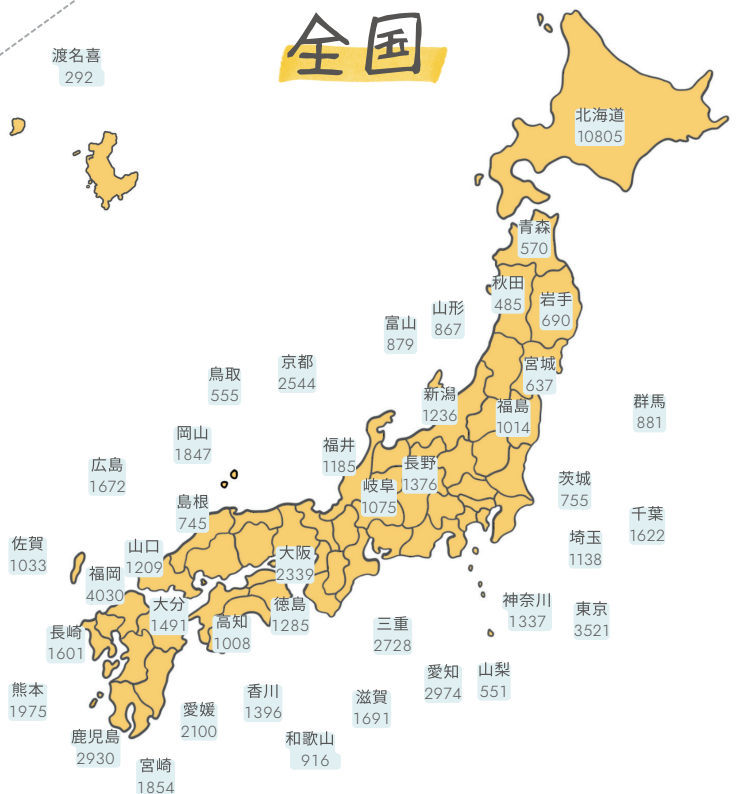 全国
渡名喜
292
北海道
10805
青森
570
秋田
485
岩手
690
山形
867
富山
879
宮城
637
京都
2544
鳥取
555
新潟
1236
福島
1014
群馬
881
岡山
1847
福井
1185
長野
1376
広島
1672
岐阜
1075
茨城
755
島根
745
千葉
1622
佐賀
1033
山口
1209
大阪
2339
埼玉
1138
福岡
4030
大分
1491
徳島
1285
神奈川
1337
東京
3521
高知
1008
三重
2728
長崎
1601
愛知
2974
山梨
551
熊本
1975
香川
1396
滋賀
1691
愛媛
2100
鹿児島
2930
和歌山
916
宮崎
1854